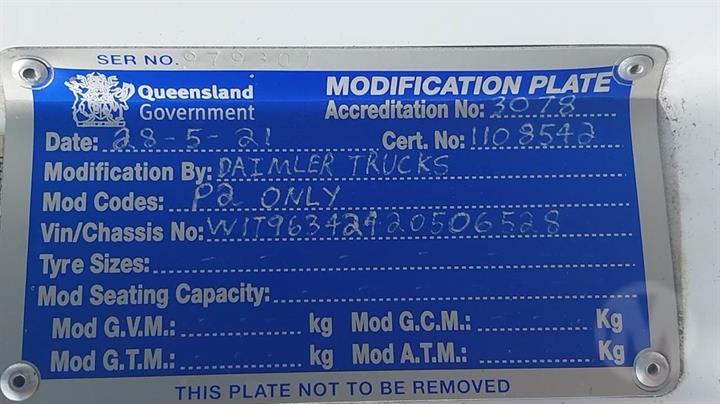 SER NO. 979301
Queensland Government
MODIFICATION PLATE
Accreditation No: 3078
Date: 28-5-21 Cert. No: 1108542
Modification By: DAIMLER TRUCKS
Mod Codes: P2 ONLY
Vin/Chassis No: W1T96342420506528
Tyre Sizes: - - - - - -
Mod Seating Capacity: - - - - - -
Mod G.V.M.: - - kg Mod G.C.M.: - - Kg
Mod G.T.M.: - - kg Mod A.T.M.: - - Kg
THIS PLATE NOT TO BE REMOVED